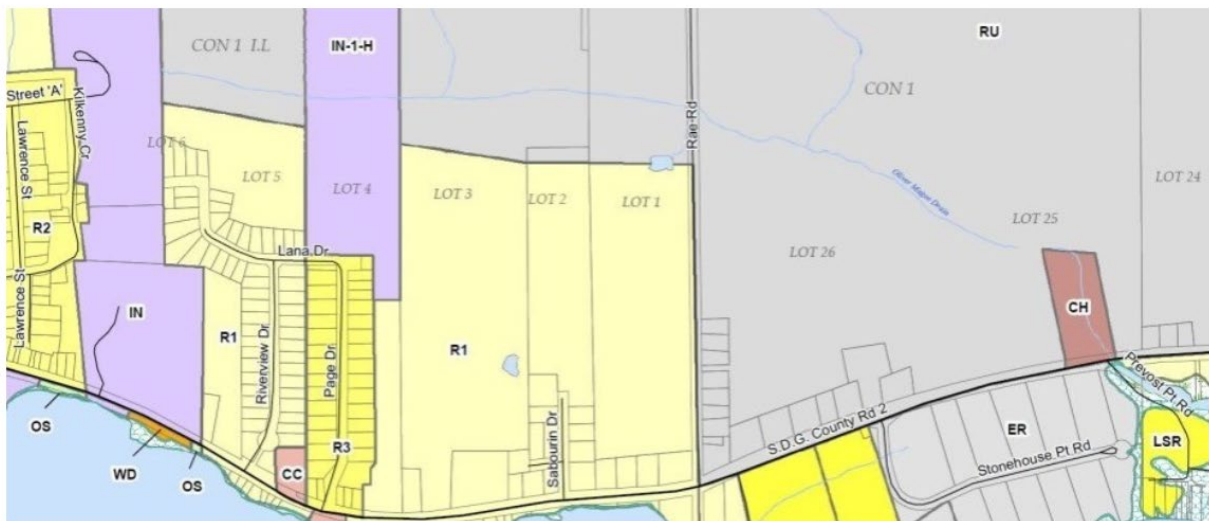 CON 1 I.L
IN-1-H
RU
CON 1
Street 'A'
Kilkenny Cr
Lawrence St
LOT 6
LOT 5
LOT 4
LOT 3
LOT 2
LOT 1
Rae Rd
Oliver Major Drain
LOT 24
LOT 25
LOT 26
R2
Lawrence St
Lana Dr
IN
R1
Riverview Dr
Page Dr
R1
CH
Prevost Pt Rd
OS
WD
OS
CC
R3
Sabourin Dr
S.D.G. County Rd 2
ER
Stonehouse Pt Rd
LSR